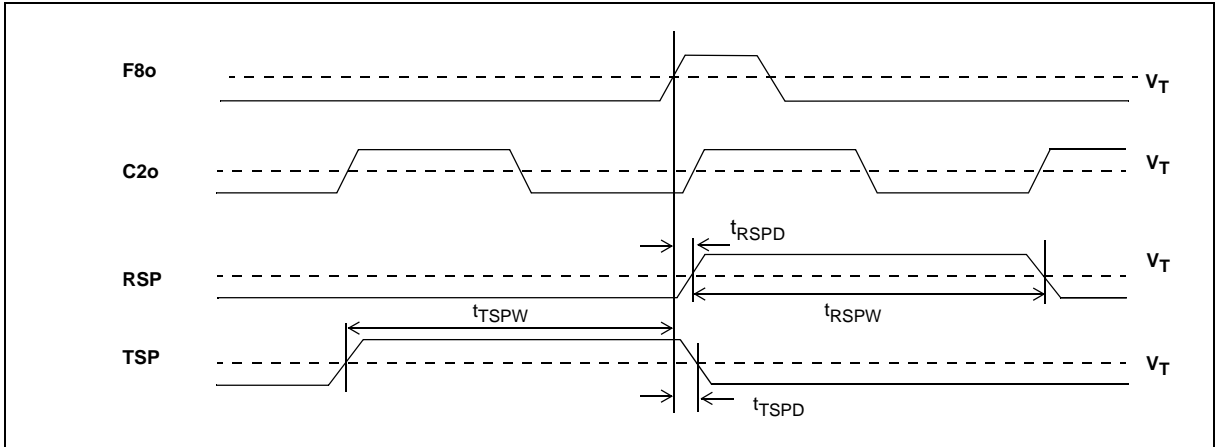 F8o
V_T
C2o
V_T
t_RSPD
RSP
V_T
t_TSPW
t_RSPW
TSP
V_T
t_TSPD